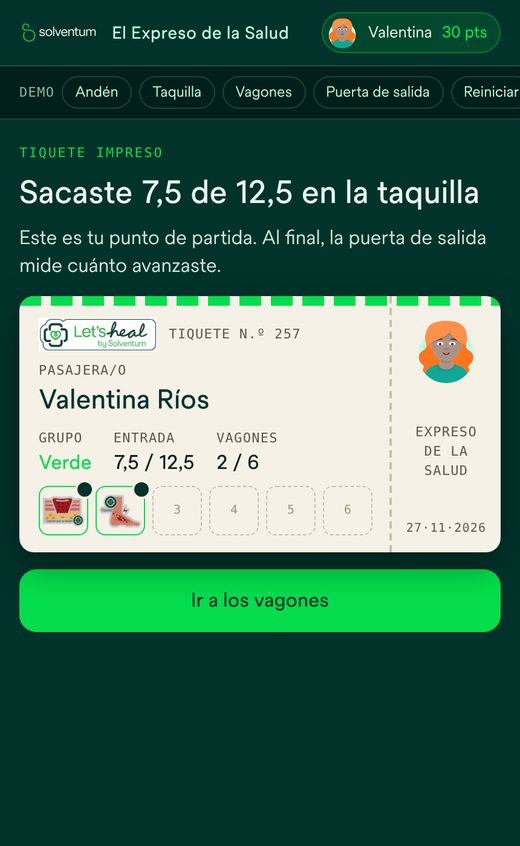 solventum El Expreso de la Salud Valentina 30 pts
DEMO Andén Taquilla Vagones Puerta de salida Reiniciar
TIQUETE IMPRESO
Sacaste 7,5 de 12,5 en la taquilla
Este es tu punto de partida. Al final, la puerta de salida
mide cuánto avanzaste.
Let's heal
by Solventum
TIQUETE N.º 257
PASAJERA/O
Valentina Ríos
GRUPO ENTRADA VAGONES
Verde 7,5 / 12,5 2 / 6
3 4 5 6
EXPRESO
DE LA
SALUD
27·11·2026
Ir a los vagones